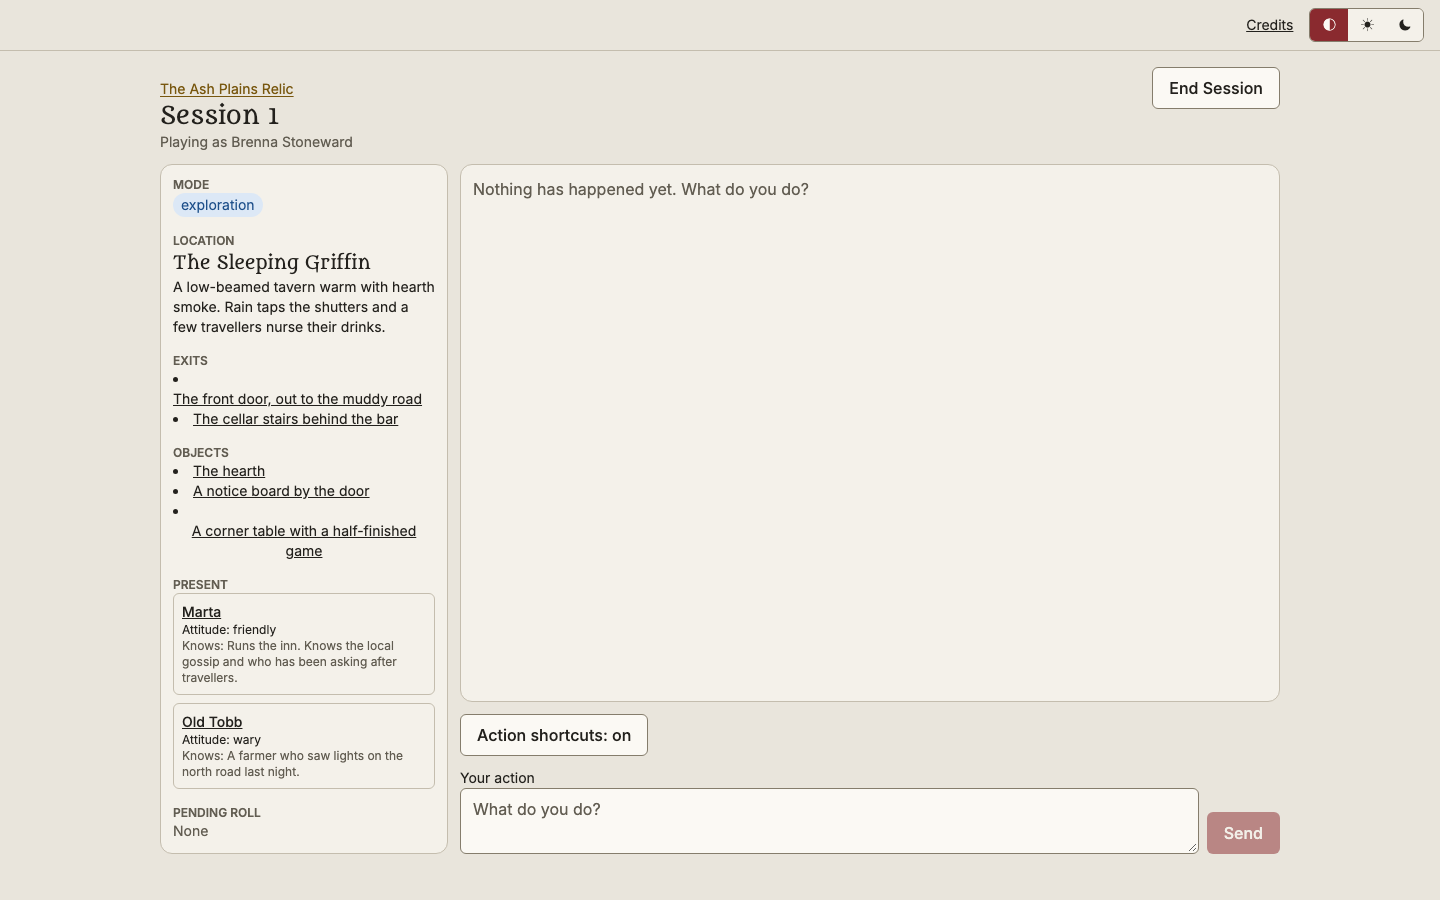 Credits
The Ash Plains Relic
Session 1
Playing as Brenna Stoneward
End Session
MODE
exploration
LOCATION
The Sleeping Griffin
A low-beamed tavern warm with hearth
smoke. Rain taps the shutters and a
few travellers nurse their drinks.
EXITS
The front door, out to the muddy road
The cellar stairs behind the bar
OBJECTS
The hearth
A notice board by the door
A corner table with a half-finished
game
PRESENT
Marta
Attitude: friendly
Knows: Runs the inn. Knows the local
gossip and who has been asking after
travellers.
Old Tobb
Attitude: wary
Knows: A farmer who saw lights on the
north road last night.
PENDING ROLL
None
Nothing has happened yet. What do you do?
Action shortcuts: on
Your action
What do you do?
Send